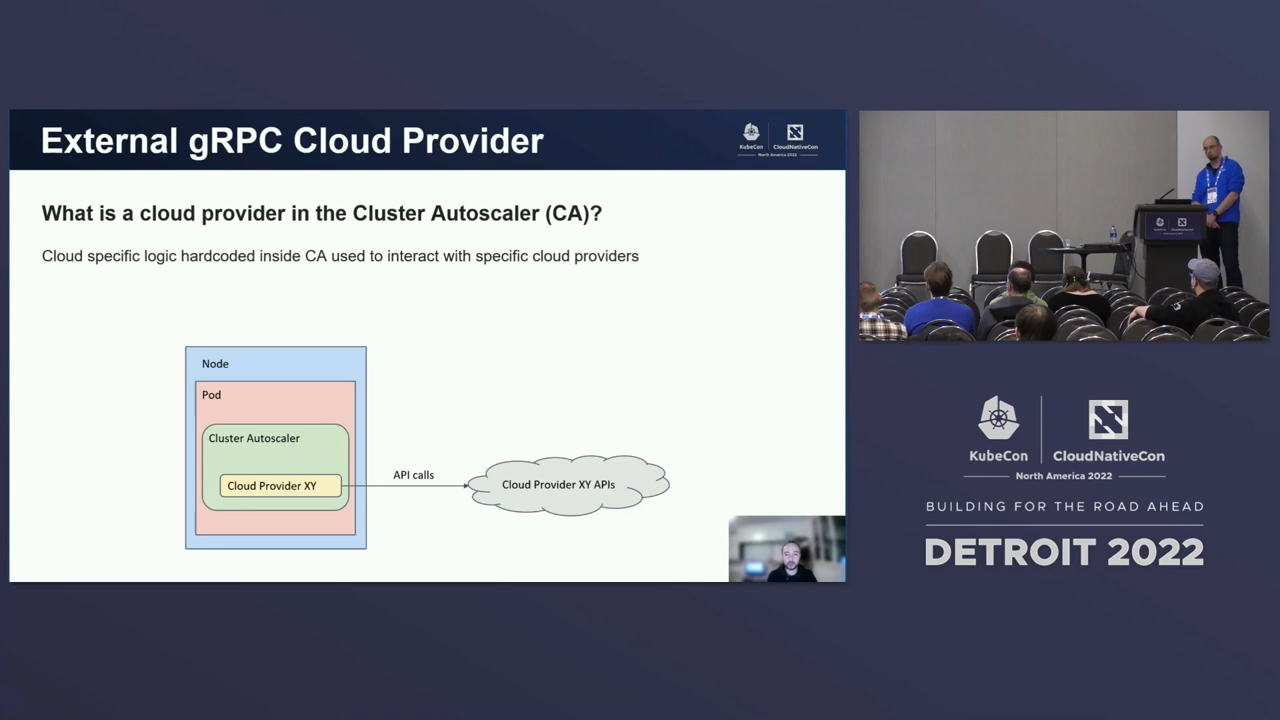 External gRPC Cloud Provider
KubeCon
CloudNativeCon
North America 2022
What is a cloud provider in the Cluster Autoscaler (CA)?
Cloud specific logic hardcoded inside CA used to interact with specific cloud providers
Node
Pod
Cluster Autoscaler
Cloud Provider XY
API calls
Cloud Provider XY APIs
KubeCon
CloudNativeCon
North America 2022
BUILDING FOR THE ROAD AHEAD
DETROIT 2022